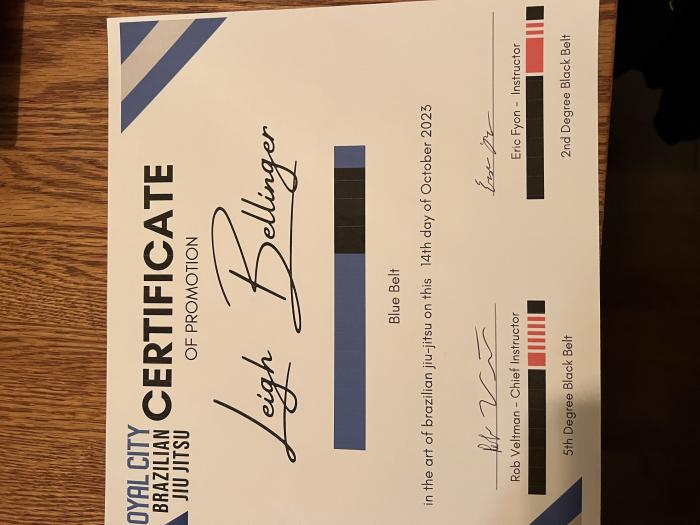 OYAL CITY
BRAZILIAN
JIU JITSU
CERTIFICATE
OF PROMOTION
Leigh Bellinger
Blue Belt
in the art of brazilian jiu-jitsu on this 14th day of October 2023
Rob Veltman - Chief Instructor
5th Degree Black Belt
Eric Fyon - Instructor
2nd Degree Black Belt